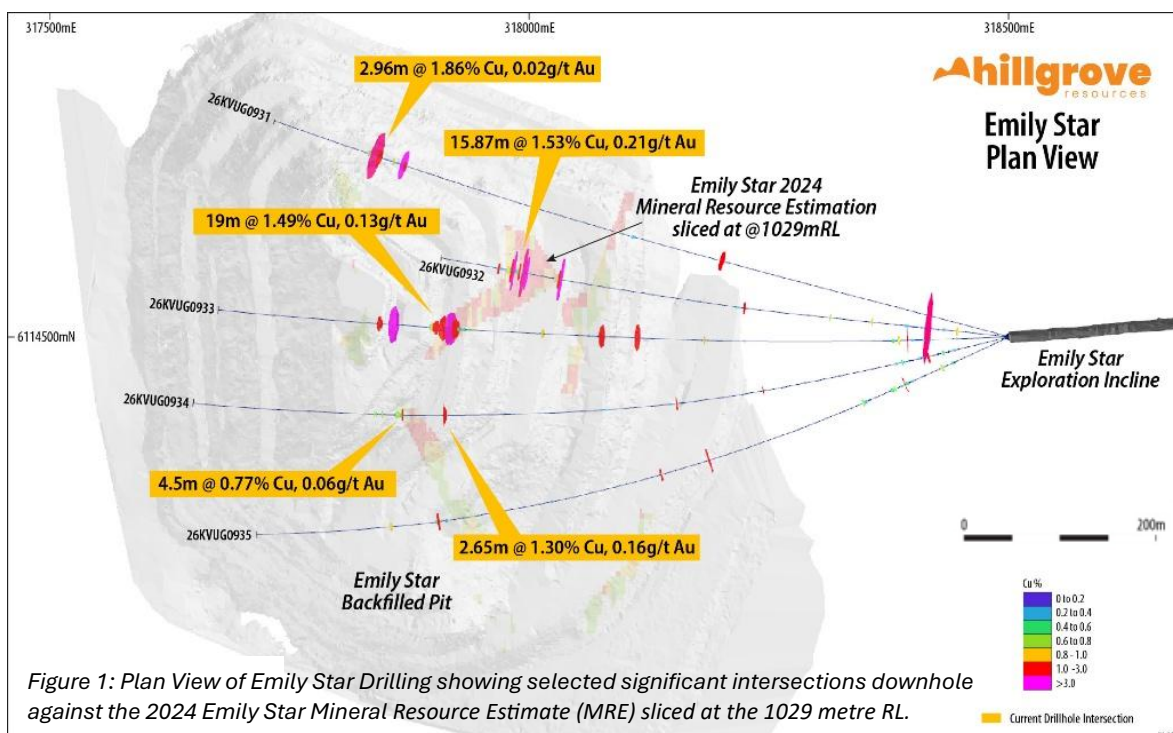 317500mE
318000mE
318500mE
hillgrove
resources
Emily Star
Plan View
2.96m @ 1.86% Cu, 0.02g/t Au
26KVUG0931
15.87m @ 1.53% Cu, 0.21g/t Au
Emily Star 2024
Mineral Resource Estimation
sliced at @1029mRL
19m @ 1.49% Cu, 0.13g/t Au
26KVUG0932
26KVUG0933
6114500mN
Emily Star
Exploration Incline
26KVUG0934
4.5m @ 0.77% Cu, 0.06g/t Au
26KVUG0935
2.65m @ 1.30% Cu, 0.16g/t Au
0
200m
Emily Star
Backfilled Pit
Cu %
0 to 0.2
0.2 to 0.4
0.4 to 0.6
0.6 to 0.8
0.8 - 1.0
1.0 -3.0
>3.0
Current Drillhole Intersection
Figure 1: Plan View of Emily Star Drilling showing selected significant intersections downhole
against the 2024 Emily Star Mineral Resource Estimate (MRE) sliced at the 1029 metre RL.